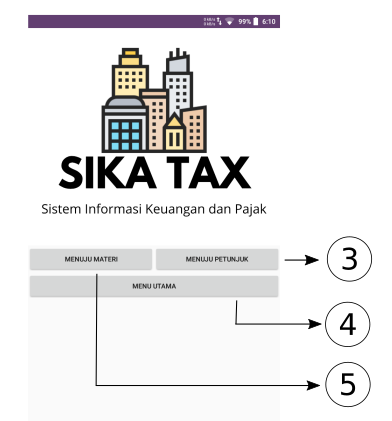 0 KB/s 99% 6:10
0 KB/s
SIKA TAX
Sistem Informasi Keuangan dan Pajak
MENUJU MATERI MENUJU PETUNJUK 3
MENU UTAMA
4
5